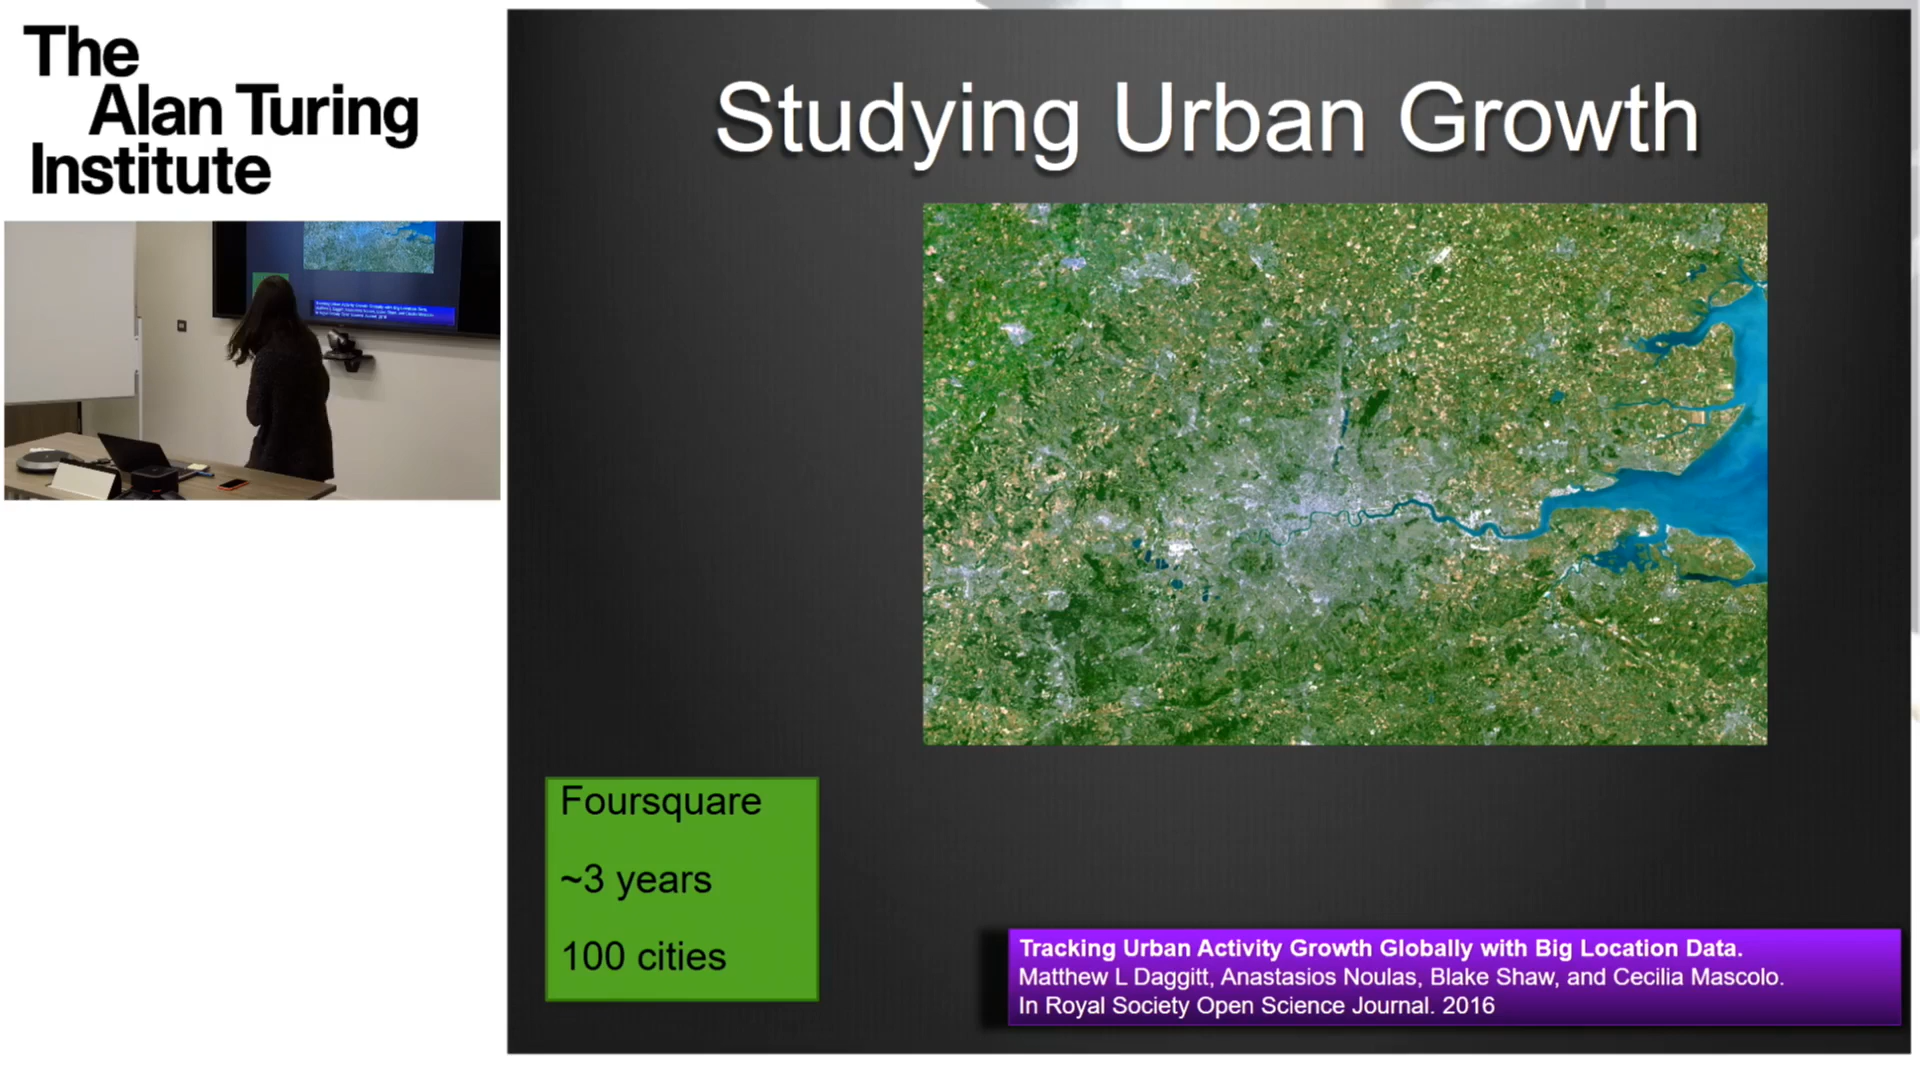 The
Alan Turing
Institute
Studying Urban Growth
Foursquare
~3 years
100 cities
Tracking Urban Activity Growth Globally with Big Location Data.
Matthew L Daggitt, Anastasios Noulas, Blake Shaw, and Cecilia Mascolo.
In Royal Society Open Science Journal. 2016